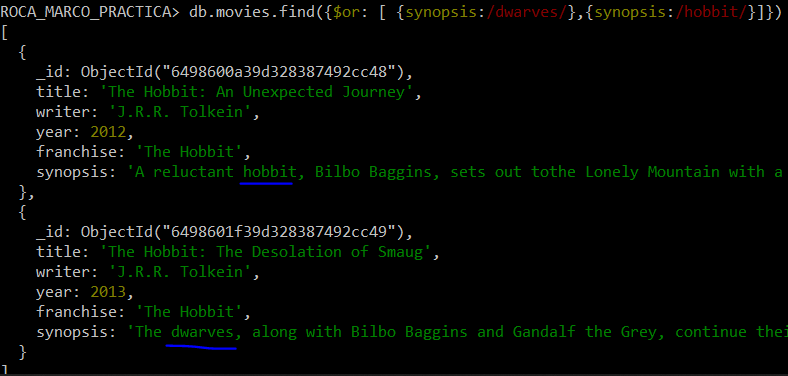 ROCA_MARCO_PRACTICA> db.movies.find({$or: [ {synopsis:/dwarves/},{synopsis:/hobbit/}]})
[
  {
    _id: ObjectId("6498600a39d328387492cc48"),
    title: 'The Hobbit: An Unexpected Journey',
    writer: 'J.R.R. Tolkein',
    year: 2012,
    franchise: 'The Hobbit',
    synopsis: 'A reluctant hobbit, Bilbo Baggins, sets out tothe Lonely Mountain with a
  },
  {
    _id: ObjectId("6498601f39d328387492cc49"),
    title: 'The Hobbit: The Desolation of Smaug',
    writer: 'J.R.R. Tolkein',
    year: 2013,
    franchise: 'The Hobbit',
    synopsis: 'The dwarves, along with Bilbo Baggins and Gandalf the Grey, continue thei
  }
]